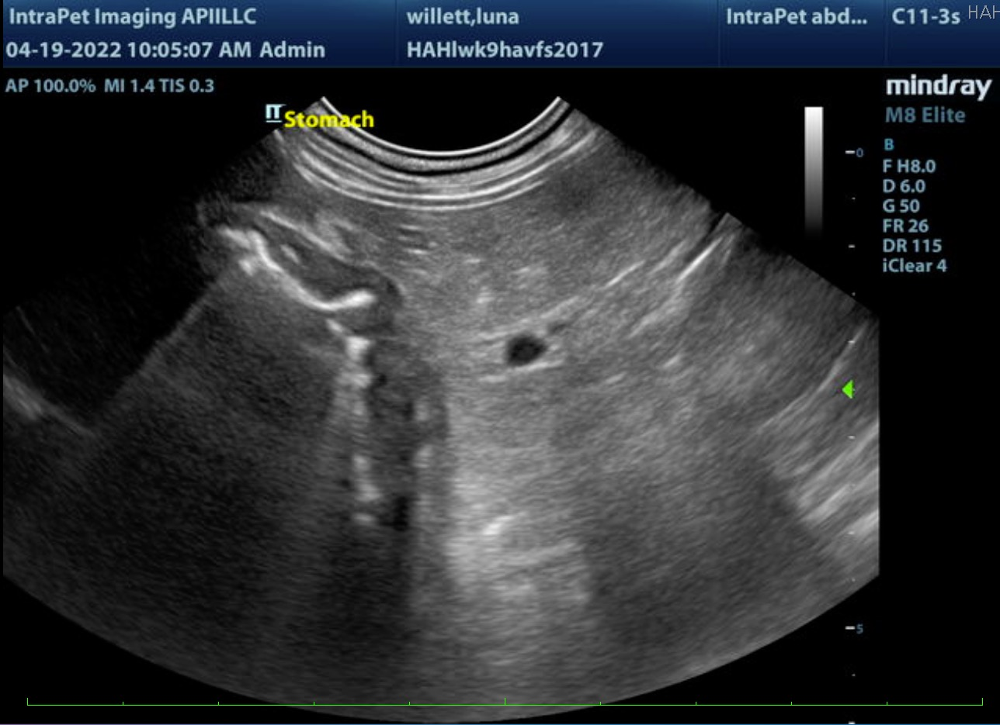 IntraPet Imaging APIILLC
04-19-2022 10:05:07 AM Admin
willett,luna
HAHlwk9havfs2017
IntraPet abd...
C11-3s
HAH
AP 100.0% MI 1.4 TIS 0.3
Stomach
mindray
M8 Elite
B
F H8.0
D 6.0
G 50
FR 26
DR 115
iClear 4
0
5